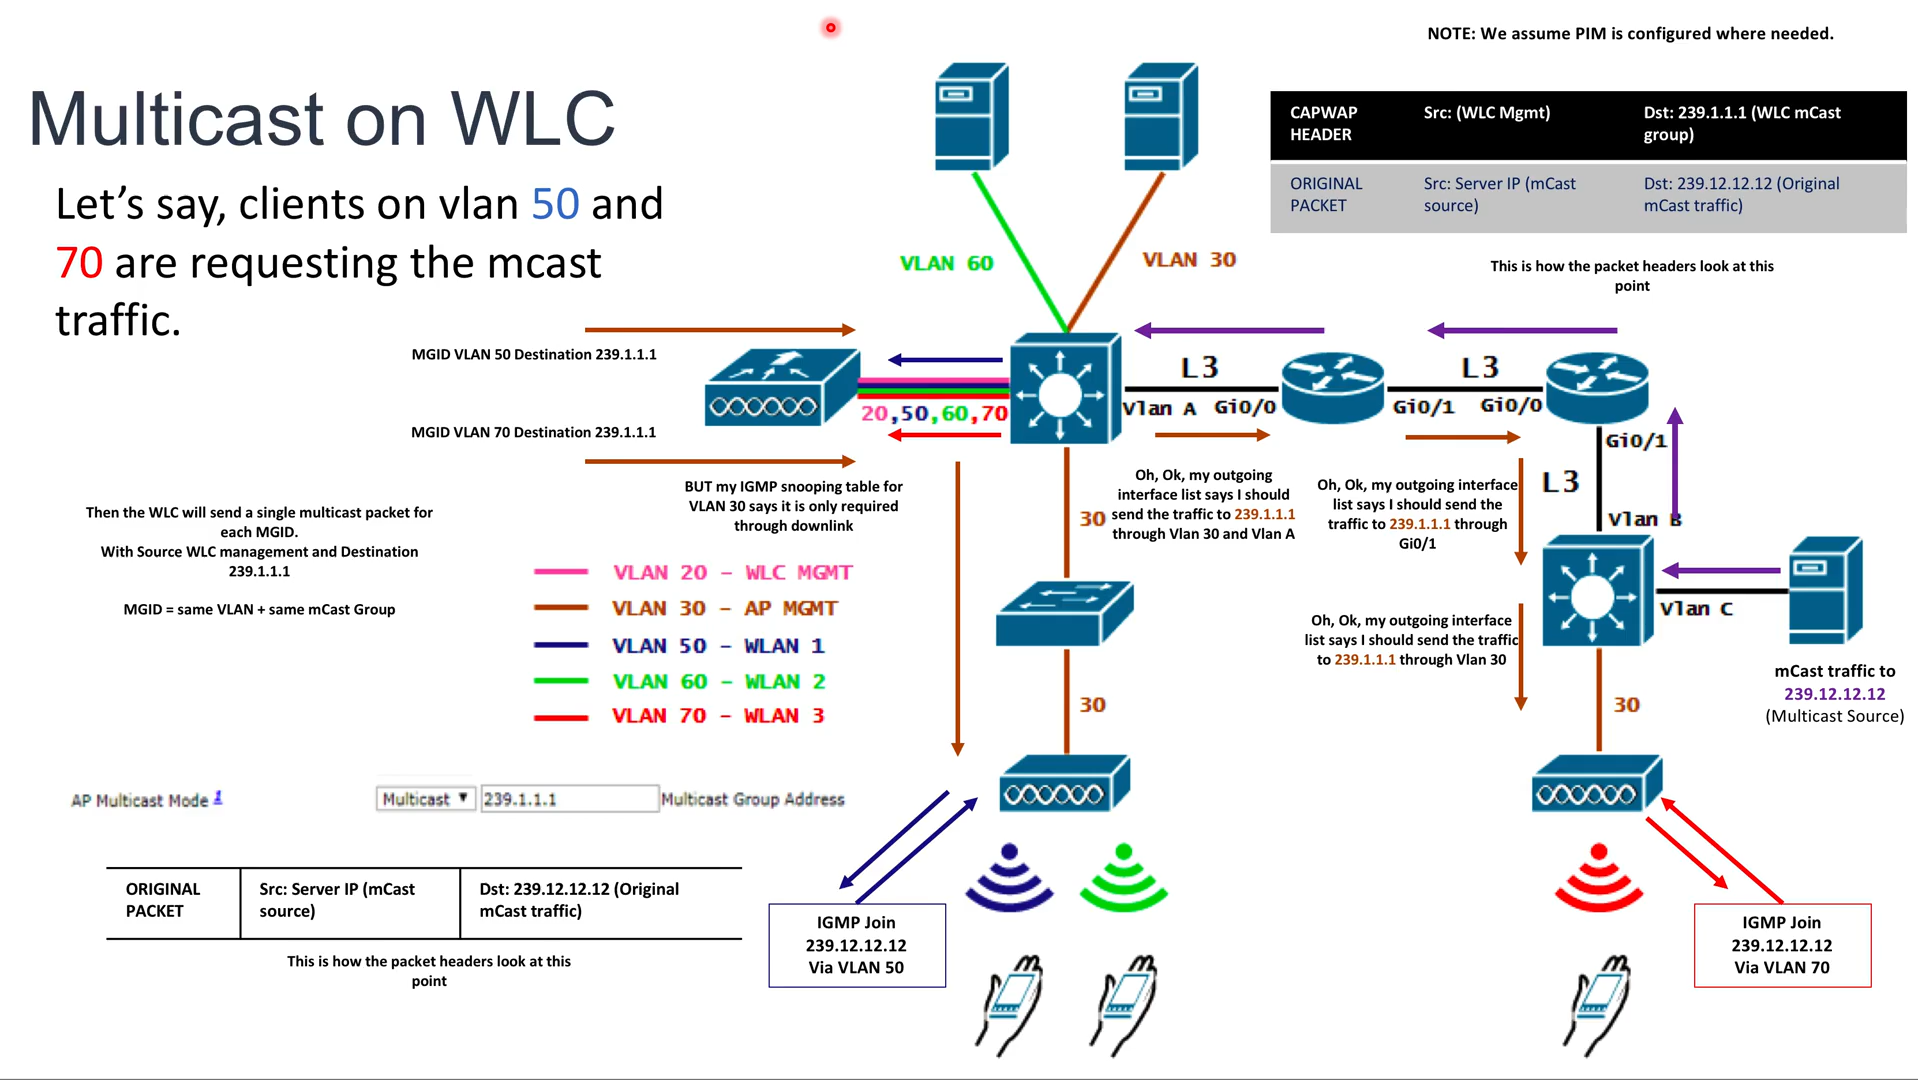 NOTE: We assume PIM is configured where needed.
Multicast on WLC
Let's say, clients on vlan 50 and
70 are requesting the mcast
traffic.
CAPWAP
HEADER
Src: (WLC Mgmt)
Dst: 239.1.1.1 (WLC mCast
group)
ORIGINAL
PACKET
Src: Server IP (mCast
source)
Dst: 239.12.12.12 (Original
mCast traffic)
This is how the packet headers look at this
point
VLAN 60
VLAN 30
MGID VLAN 50 Destination 239.1.1.1
MGID VLAN 70 Destination 239.1.1.1
20,50,60,70
L3
Vlan A
Gi0/0
L3
Gi0/1
Gi0/0
Gi0/1
L3
Vlan B
Vlan C
Then the WLC will send a single multicast packet for
each MGID.
With Source WLC management and Destination
239.1.1.1
MGID = same VLAN + same mCast Group
BUT my IGMP snooping table for
VLAN 30 says it is only required
through downlink
30
Oh, Ok, my outgoing
interface list says I should
send the traffic to 239.1.1.1
through Vlan 30 and Vlan A
Oh, Ok, my outgoing interface
list says I should send the
traffic to 239.1.1.1 through
Gi0/1
Oh, Ok, my outgoing interface
list says I should send the traffic
to 239.1.1.1 through Vlan 30
VLAN 20 - WLC MGMT
VLAN 30 - AP MGMT
VLAN 50 - WLAN 1
VLAN 60 - WLAN 2
VLAN 70 - WLAN 3
30
30
mCast traffic to
239.12.12.12
(Multicast Source)
AP Multicast Mode 1
Multicast
239.1.1.1
Multicast Group Address
ORIGINAL
PACKET
Src: Server IP (mCast
source)
Dst: 239.12.12.12 (Original
mCast traffic)
This is how the packet headers look at this
point
IGMP Join
239.12.12.12
Via VLAN 50
IGMP Join
239.12.12.12
Via VLAN 70